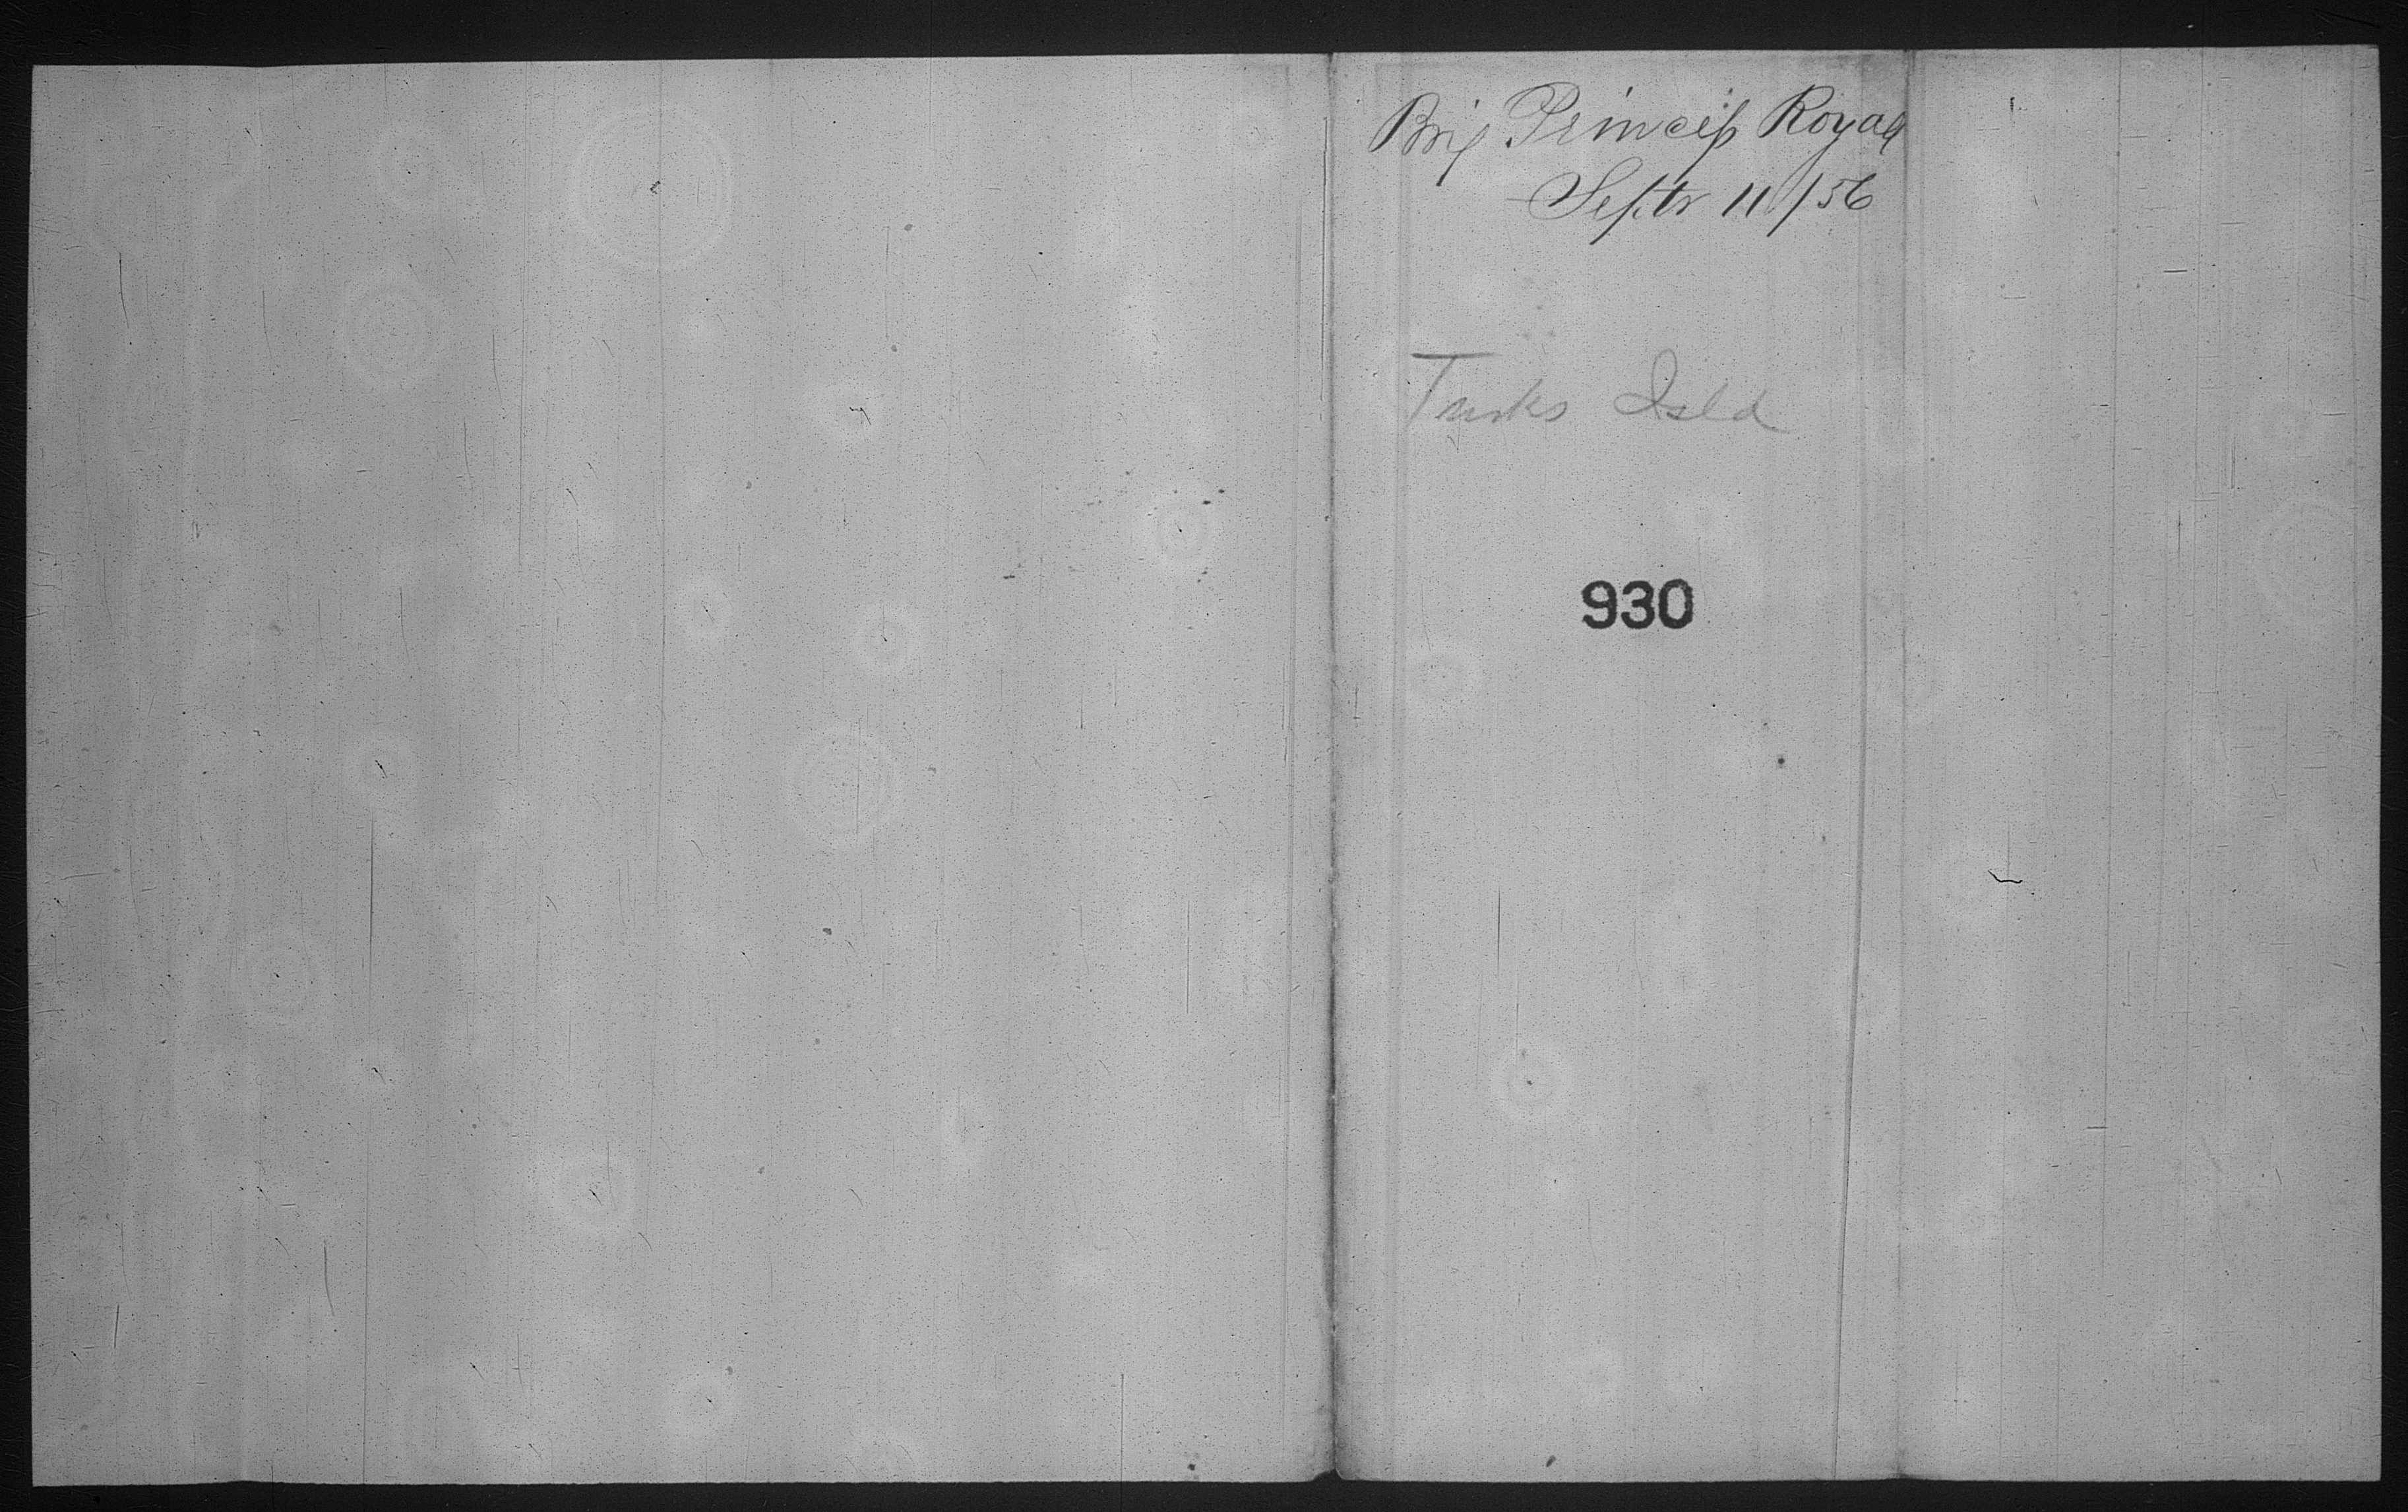 Brig Princess Royal
Septr 11/56
Turks Isld
930